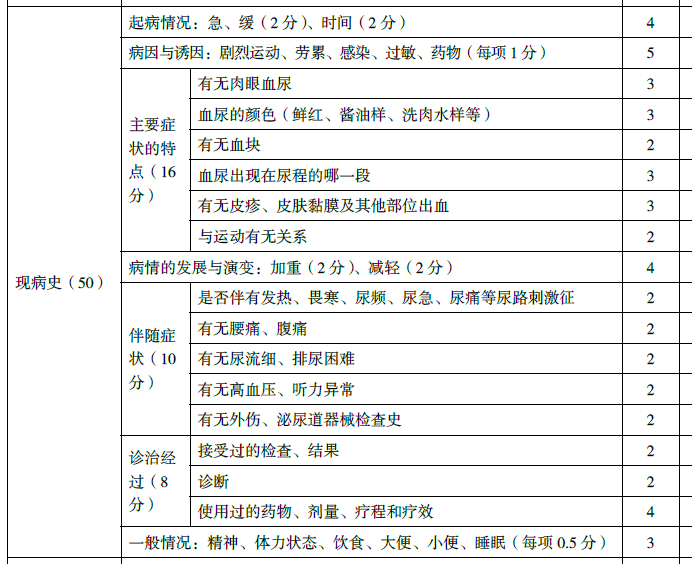 起病情况：急、缓（2 分）、时间（2 分）
4
病因与诱因：剧烈运动、劳累、感染、过敏、药物（每项 1 分）
5
主要症
状的特
点（16
分）
有无肉眼血尿
3
血尿的颜色（鲜红、酱油样、洗肉水样等）
3
有无血块
2
血尿出现在尿程的哪一段
3
有无皮疹、皮肤黏膜及其他部位出血
3
与运动有无关系
2
现病史（50）
病情的发展与演变：加重（2 分）、减轻（2 分）
4
伴随症
状（10
分）
是否伴有发热、畏寒、尿频、尿急、尿痛等尿路刺激征
2
有无腰痛、腹痛
2
有无尿流细、排尿困难
2
有无高血压、听力异常
2
有无外伤、泌尿道器械检查史
2
诊治经
过（8
分）
接受过的检查、结果
2
诊断
2
使用过的药物、剂量、疗程和疗效
4
一般情况：精神、体力状态、饮食、大便、小便、睡眠（每项 0.5 分）
3